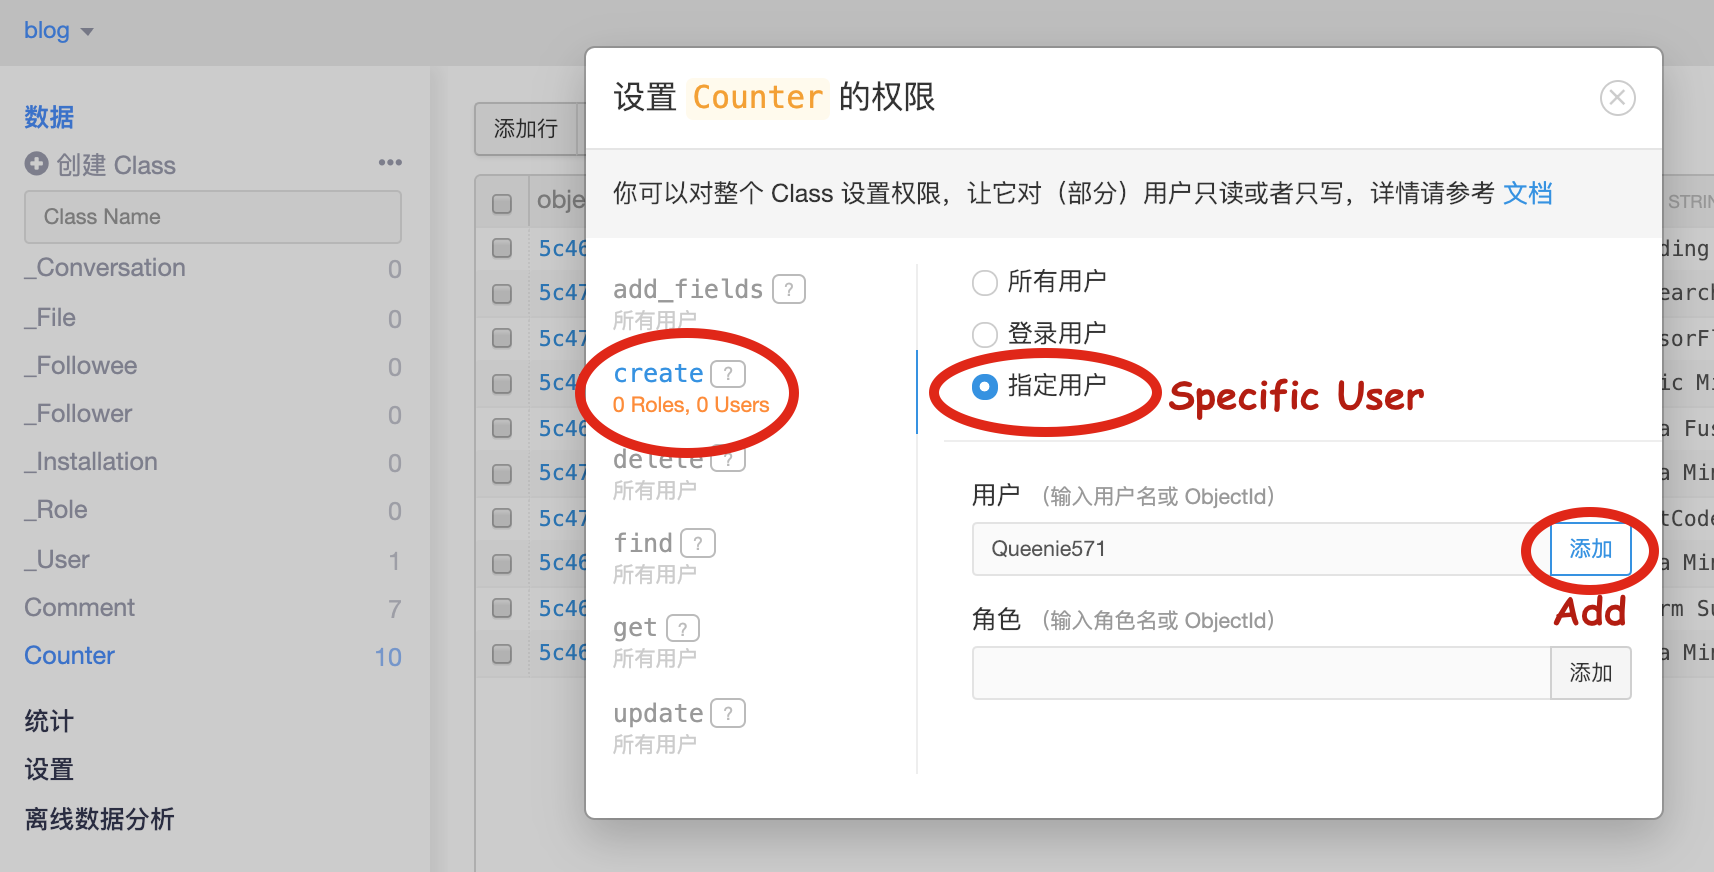 blog
数据
创建 Class
Class Name
_Conversation 0
_File 0
_Followee 0
_Follower 0
_Installation 0
_Role 0
_User 1
Comment 7
Counter 10
统计
设置
离线数据分析
添加行
obje
5c46
5c47
5c47
5c4
5c46
5c47
5c47
5c46
5c46
5c46
设置 Counter 的权限
你可以对整个 Class 设置权限，让它对（部分）用户只读或者只写，详情请参考 文档
add_fields ?
所有用户
create ?
0 Roles, 0 Users
delete ?
所有用户
find ?
所有用户
get ?
所有用户
update ?
所有用户
所有用户
登录用户
指定用户
Specific User
用户 （输入用户名或 ObjectId）
Queenie571 添加
Add
角色 （输入角色名或 ObjectId）
添加
STRIN
ding
earch
sorFl
ic Mi
a Fus
a Min
tCode
a Min
rm Su
a Min